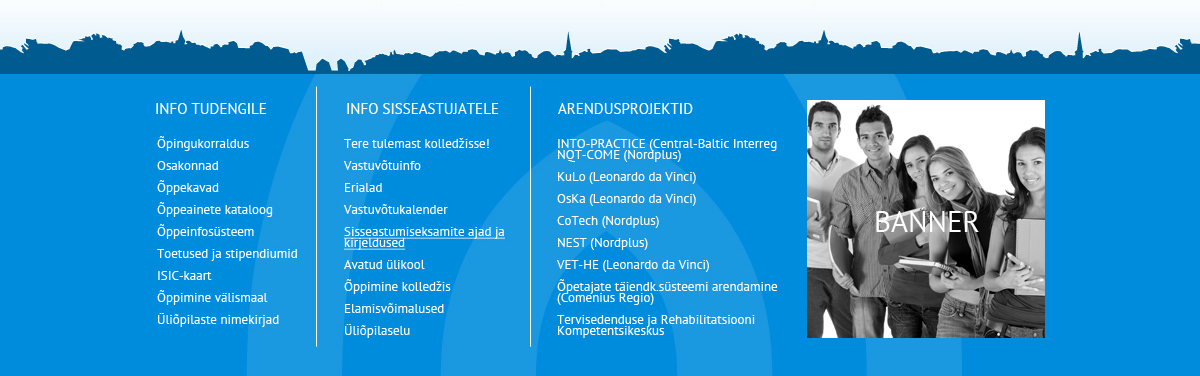 INFO TUDENGILE
Õpingukorraldus
Osakonnad
Õppekavad
Õppeainete kataloog
Õppeinfosüsteem
Toetused ja stipendiumid
ISIC-kaart
Õppimine välismaal
Üliõpilaste nimekirjad
INFO SISSEASTUJATELE
Tere tulemast kolledžisse!
Vastuvõtuinfo
Erialad
Vastuvõtukalender
Sisseastumiseksamite ajad ja
kirjeldused
Avatud ülikool
Õppimine kolledžis
Elamisvõimalused
Üliõpilaselu
ARENDUSPROJEKTID
INTO-PRACTICE (Central-Baltic Interreg
NQT-COME (Nordplus)
KuLo (Leonardo da Vinci)
OsKa (Leonardo da Vinci)
CoTech (Nordplus)
NEST (Nordplus)
VET-HE (Leonardo da Vinci)
Õpetajate täiendk.süsteemi arendamine
(Comenius Regio)
Tervisedenduse ja Rehabilitatsiooni
Kompetentsikeskus
BANNER